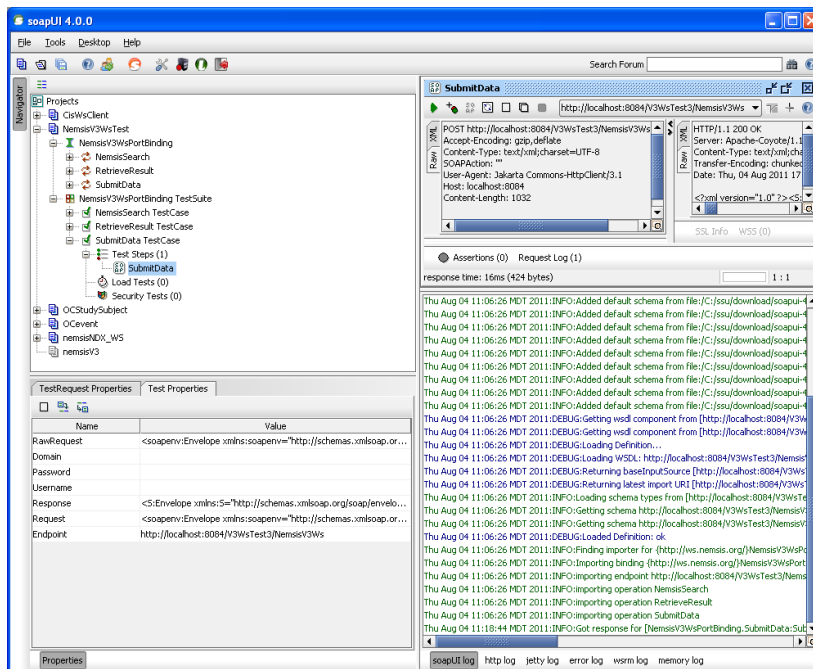 soapUI 4.0.0
File Tools Desktop Help
Search Forum
Navigator
Projects
CisWsClient
NemsisV3WsTest
NemsisV3WsPortBinding
NemsisSearch
RetrieveResult
SubmitData
NemsisV3WsPortBinding TestSuite
NemsisSearch TestCase
RetrieveResult TestCase
SubmitData TestCase
Test Steps (1)
SubmitData
Load Tests (0)
Security Tests (0)
OCStudySubject
OCevent
nemsisNDX_WS
nemsisV3
TestRequest Properties Test Properties
Name Value
RawRequest <soapenv:Envelope xmlns:soapenv="http://schemas.xmlsoap.or...
Domain
Password
Username
Response <S:Envelope xmlns:S="http://schemas.xmlsoap.org/soap/envelo...
Request <soapenv:Envelope xmlns:soapenv="http://schemas.xmlsoap.or...
Endpoint http://localhost:8084/V3WsTest3/NemsisV3Ws
Properties
SubmitData
http://localhost:8084/V3WsTest3/NemsisV3Ws
XML
Raw
POST http://localhost:8084/V3WsTest3/NemsisV3Ws
Accept-Encoding: gzip,deflate
Content-Type: text/xml;charset=UTF-8
SOAPAction: ""
User-Agent: Jakarta Commons-HttpClient/3.1
Host: localhost:8084
Content-Length: 1032
XML
Raw
HTTP/1.1 200 OK
Server: Apache-Coyote/1.1
Content-Type: text/xml;cha
Transfer-Encoding: chunked
Date: Thu, 04 Aug 2011 17
<?xml version="1.0" ?><S:
SSL Info WSS (0)
Assertions (0) Request Log (1)
response time: 16ms (424 bytes) 1 : 1
Thu Aug 04 11:06:26 MDT 2011:INFO:Added default schema from file:/C:/ssu/download/soapui-4
Thu Aug 04 11:06:26 MDT 2011:INFO:Added default schema from file:/C:/ssu/download/soapui-4
Thu Aug 04 11:06:26 MDT 2011:INFO:Added default schema from file:/C:/ssu/download/soapui-4
Thu Aug 04 11:06:26 MDT 2011:INFO:Added default schema from file:/C:/ssu/download/soapui-4
Thu Aug 04 11:06:26 MDT 2011:INFO:Added default schema from file:/C:/ssu/download/soapui-4
Thu Aug 04 11:06:26 MDT 2011:INFO:Added default schema from file:/C:/ssu/download/soapui-4
Thu Aug 04 11:06:26 MDT 2011:INFO:Added default schema from file:/C:/ssu/download/soapui-4
Thu Aug 04 11:06:26 MDT 2011:INFO:Added default schema from file:/C:/ssu/download/soapui-4
Thu Aug 04 11:06:26 MDT 2011:INFO:Added default schema from file:/C:/ssu/download/soapui-4
Thu Aug 04 11:06:26 MDT 2011:DEBUG:Getting wsdl component from [http://localhost:8084/V3W
Thu Aug 04 11:06:26 MDT 2011:DEBUG:Getting wsdl component from [http://localhost:8084/V3W
Thu Aug 04 11:06:26 MDT 2011:DEBUG:Loading Definition...
Thu Aug 04 11:06:26 MDT 2011:DEBUG:Loading WSDL: http://localhost:8084/V3WsTest3/Nemsis
Thu Aug 04 11:06:26 MDT 2011:DEBUG:Returning baseInputSource [http://localhost:8084/V3Ws
Thu Aug 04 11:06:26 MDT 2011:DEBUG:Returning latest import URI [http://localhost:8084/V3Ws
Thu Aug 04 11:06:26 MDT 2011:INFO:Loading schema types from [http://localhost:8084/V3WsTe
Thu Aug 04 11:06:26 MDT 2011:INFO:Getting schema http://localhost:8084/V3WsTest3/NemsisV
Thu Aug 04 11:06:26 MDT 2011:INFO:Getting schema http://localhost:8084/V3WsTest3/NemsisV
Thu Aug 04 11:06:26 MDT 2011:DEBUG:Loaded Definition: ok
Thu Aug 04 11:06:26 MDT 2011:INFO:Finding importer for {http://ws.nemsis.org/}NemsisV3WsPo
Thu Aug 04 11:06:26 MDT 2011:INFO:Importing binding {http://ws.nemsis.org/}NemsisV3WsPort
Thu Aug 04 11:06:26 MDT 2011:INFO:importing endpoint http://localhost:8084/V3WsTest3/Nems
Thu Aug 04 11:06:26 MDT 2011:INFO:importing operation NemsisSearch
Thu Aug 04 11:06:26 MDT 2011:INFO:importing operation RetrieveResult
Thu Aug 04 11:06:26 MDT 2011:INFO:importing operation SubmitData
Thu Aug 04 11:18:44 MDT 2011:INFO:Got response for [NemsisV3WsPortBinding.SubmitData:Sub
soapUI log http log jetty log error log wsrm log memory log